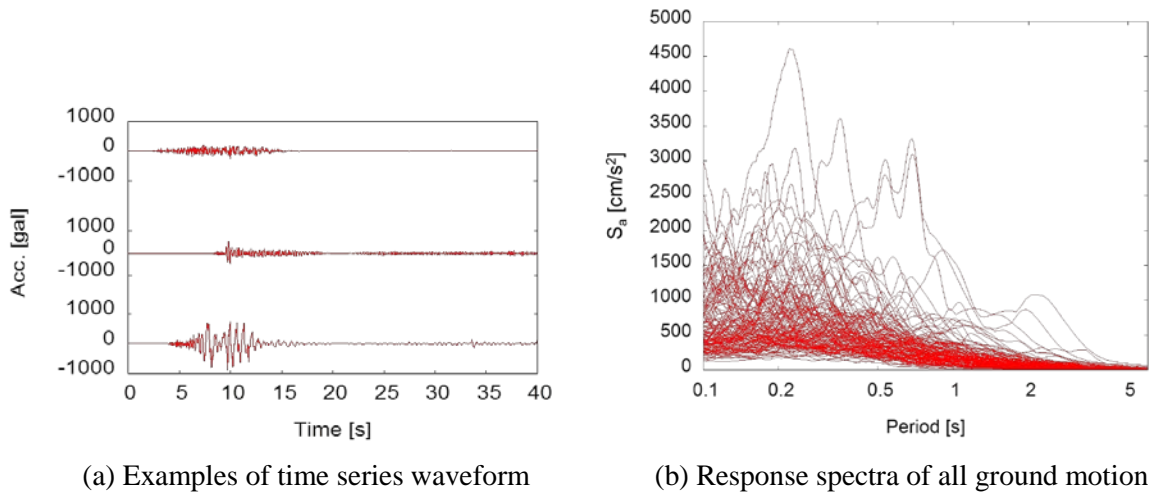 Acc. [gal]
1000
0
-1000
1000
0
-1000
1000
0
-1000
0 5 10 15 20 25 30 35 40
Time [s]
(a) Examples of time series waveform
Sa [cm/s²]
5000
4500
4000
3500
3000
2500
2000
1500
1000
500
0
0.1 0.2 0.5 1 2 5
Period [s]
(b) Response spectra of all ground motion